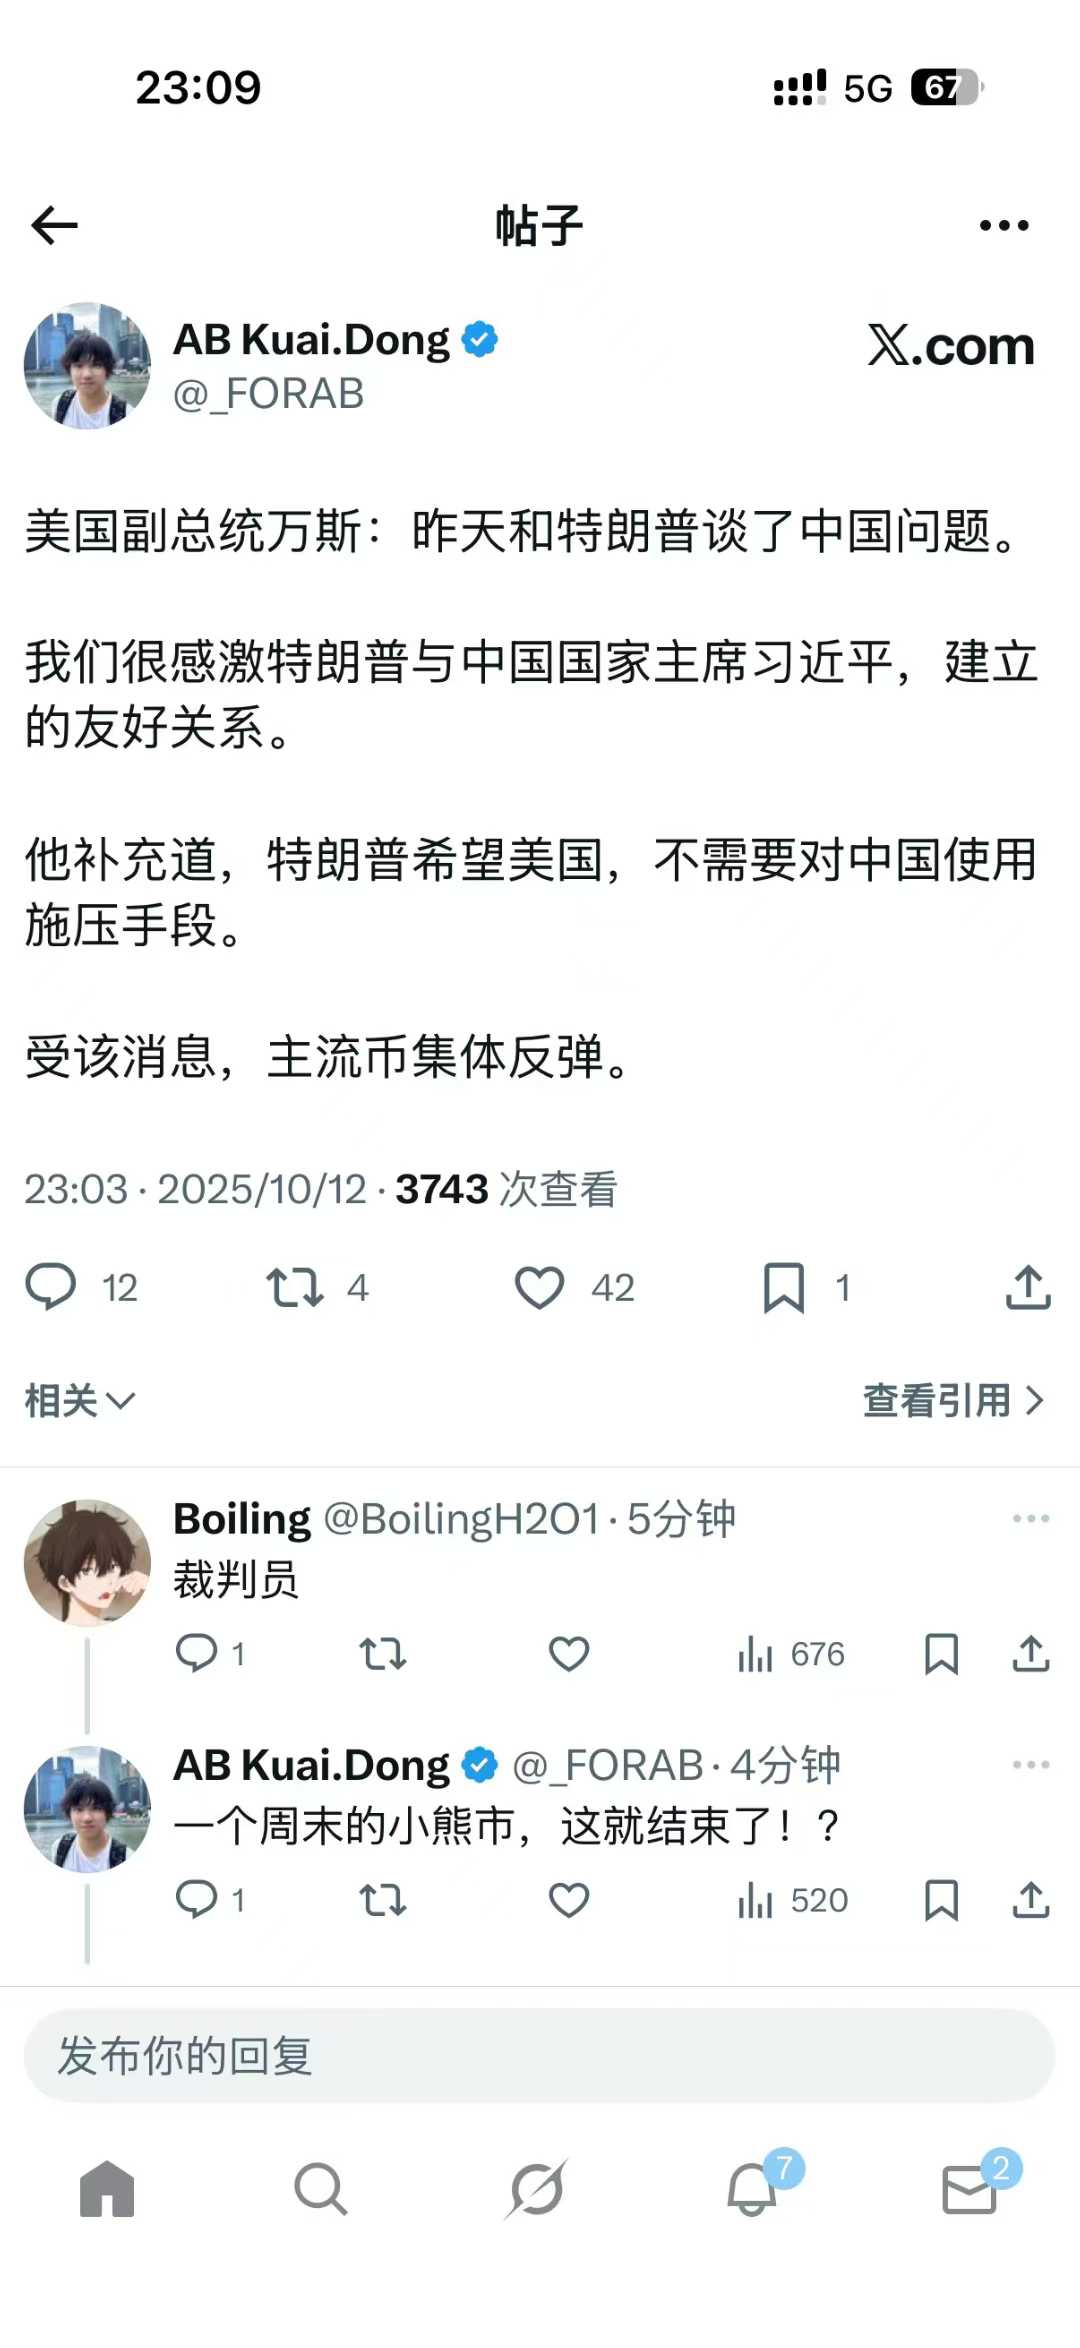 23:09
5G 67
帖子
AB Kuai.Dong
X.com
@_FORAB
美国副总统万斯：昨天和特朗普谈了中国问题。
我们很感激特朗普与中国国家主席习近平，建立
的友好关系。
他补充道，特朗普希望美国，不需要对中国使用
施压手段。
受该消息，主流币集体反弹。
23:03 · 2025/10/12 · 3743 次查看
12 4 42 1
相关
查看引用
Boiling @BoilingH2O1 · 5分钟
裁判员
1 676
AB Kuai.Dong @_FORAB · 4分钟
一个周末的小熊市，这就结束了！？
1 520
发布你的回复
7 2